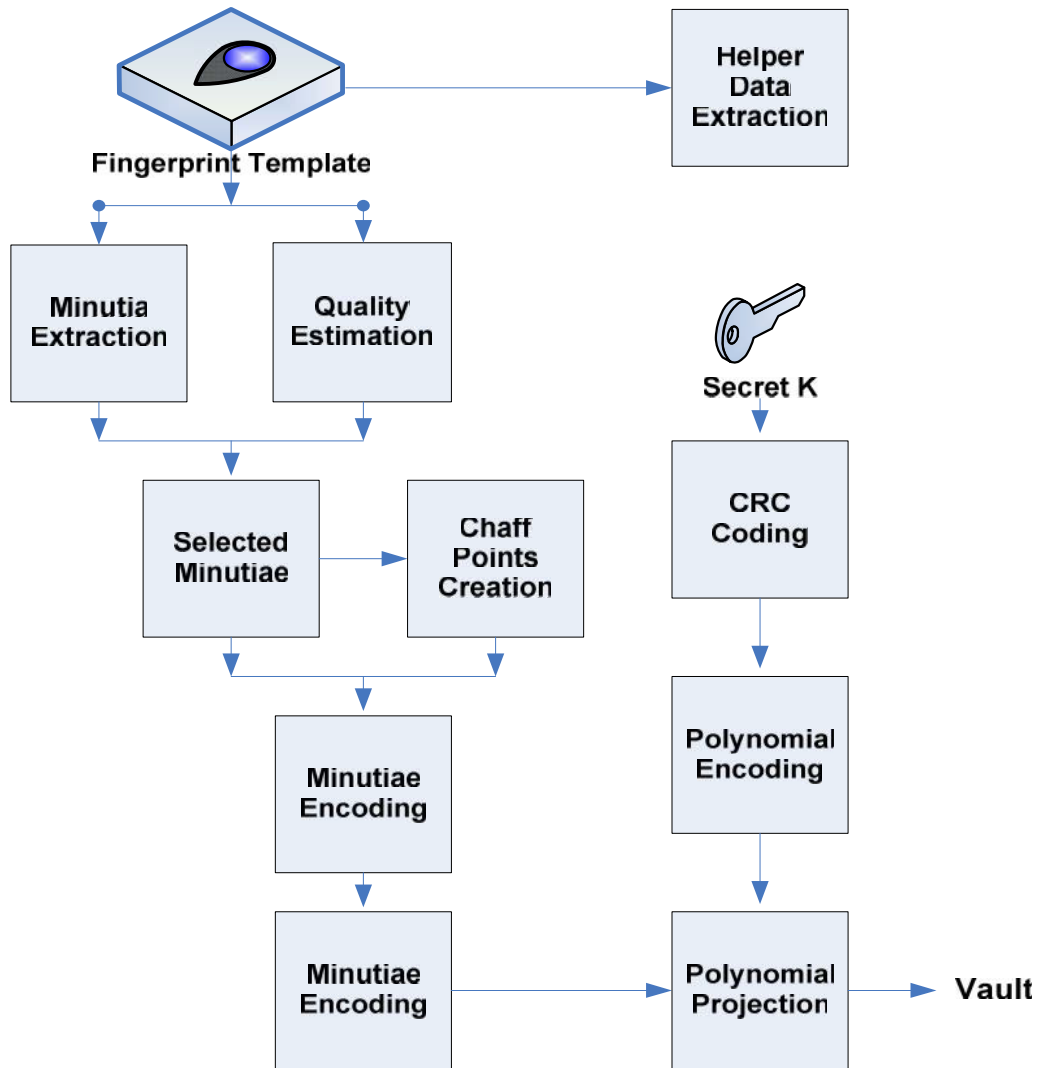 Helper
Data
Extraction
Fingerprint Template
Minutia
Extraction
Quality
Estimation
Secret K
Selected
Minutiae
Chaff
Points
Creation
CRC
Coding
Minutiae
Encoding
Polynomial
Encoding
Minutiae
Encoding
Polynomial
Projection
Vault